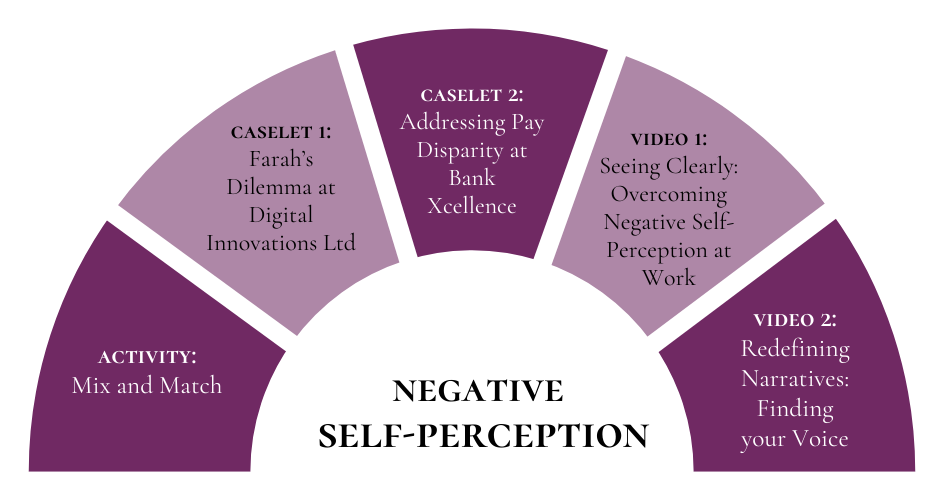 ACTIVITY:
Mix and Match
CASELET 1:
Farah's
Dilemma at
Digital
Innovations Ltd
CASELET 2:
Addressing Pay
Disparity at
Bank
Xcellence
VIDEO 1:
Seeing Clearly:
Overcoming
Negative Self-
Perception at
Work
VIDEO 2:
Redefining
Narratives:
Finding
your Voice
NEGATIVE
SELF-PERCEPTION